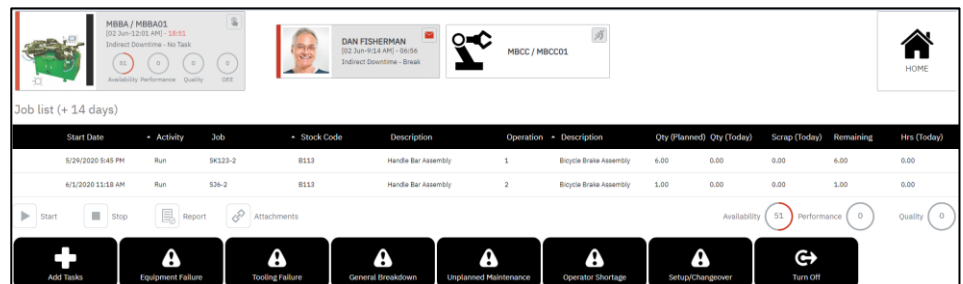 MBBA / MBBA01
[02 Jun-12:01 AM] - 18:51
Indirect Downtime - No Task
51 0 0 0
Availability Performance Quality OEE
DAN FISHERMAN
[02 Jun-9:14 AM] - 06:56
Indirect Downtime - Break
MBCC / MBCC01
HOME
Job list (+ 14 days)
Start Date Activity Job Stock Code Description Operation Description Qty (Planned) Qty (Today) Scrap (Today) Remaining Hrs (Today)
5/29/2020 5:45 PM Run SK123-2 B113 Handle Bar Assembly 1 Bicycle Brake Assembly 6.00 0.00 0.00 6.00 0.00
6/1/2020 11:18 AM Run SJ6-2 B113 Handle Bar Assembly 2 Bicycle Brake Assembly 1.00 0.00 0.00 1.00 0.00
Start Stop Report Attachments Availability 51 Performance 0 Quality 0
Add Tasks Equipment Failure Tooling Failure General Breakdown Unplanned Maintenance Operator Shortage Setup/Changeover Turn Off